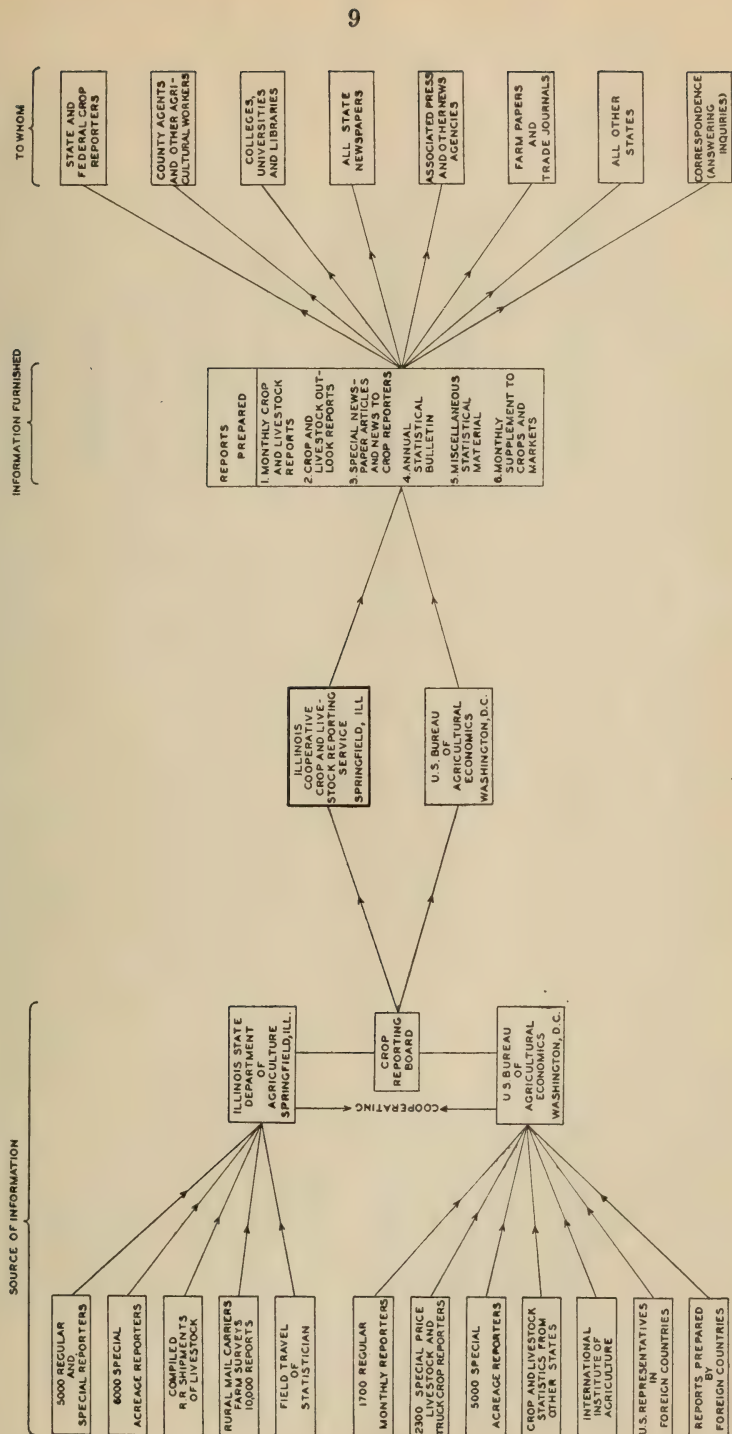 9
SOURCE OF INFORMATION
5000 REGULAR
AND
SPECIAL REPORTERS
6000 SPECIAL
ACREAGE REPORTERS
COMPILED
R R SHIPMENTS
OF LIVESTOCK
RURAL MAIL CARRIERS
FARM SURVEYS
10,000 REPORTS
FIELD TRAVEL
OF
STATISTICIAN
1700 REGULAR
MONTHLY REPORTERS
2300 SPECIAL PRICE
LIVESTOCK AND
TRUCK CROP REPORTERS
5000 SPECIAL
ACREAGE REPORTERS
CROP AND LIVESTOCK
STATISTICS FROM
OTHER STATES
INTERNATIONAL
INSTITUTE OF
AGRICULTURE
U.S. REPRESENTATIVES
IN
FOREIGN COUNTRIES
REPORTS PREPARED
BY
FOREIGN COUNTRIES
ILLINOIS STATE
DEPARTMENT
OF
AGRICULTURE
SPRINGFIELD, ILL.
COOPERATING
CROP
REPORTING
BOARD
U S BUREAU
OF
AGRICULTURAL
ECONOMICS
WASHINGTON, D.C.
ILLINOIS
COOPERATIVE
CROP AND LIVE-
STOCK REPORTING
SERVICE
SPRINGFIELD, ILL
U.S. BUREAU
OF
AGRICULTURAL
ECONOMICS
WASHINGTON, D.C.
INFORMATION FURNISHED
REPORTS
PREPARED
1. MONTHLY CROP
AND LIVESTOCK
REPORTS
2. CROP AND
LIVESTOCK OUT-
LOOK REPORTS
3. SPECIAL NEWS-
PAPER ARTICLES
AND NEWS TO
CROP REPORTERS
4. ANNUAL
STATISTICAL
BULLETIN
5. MISCELLANEOUS
STATISTICAL
MATERIAL
6. MONTHLY
SUPPLEMENT TO
CROPS AND
MARKETS
TO WHOM
STATE AND
FEDERAL CROP
REPORTERS
COUNTY AGENTS
AND OTHER AGRI-
CULTURAL WORKERS
COLLEGES,
UNIVERSITIES
AND LIBRARIES
ALL STATE
NEWSPAPERS
ASSOCIATED PRESS
AND OTHER NEWS
AGENCIES
FARM PAPERS
AND
TRADE JOURNALS
ALL OTHER
STATES
CORRESPONDENCE
(ANSWERING
INQUIRIES)